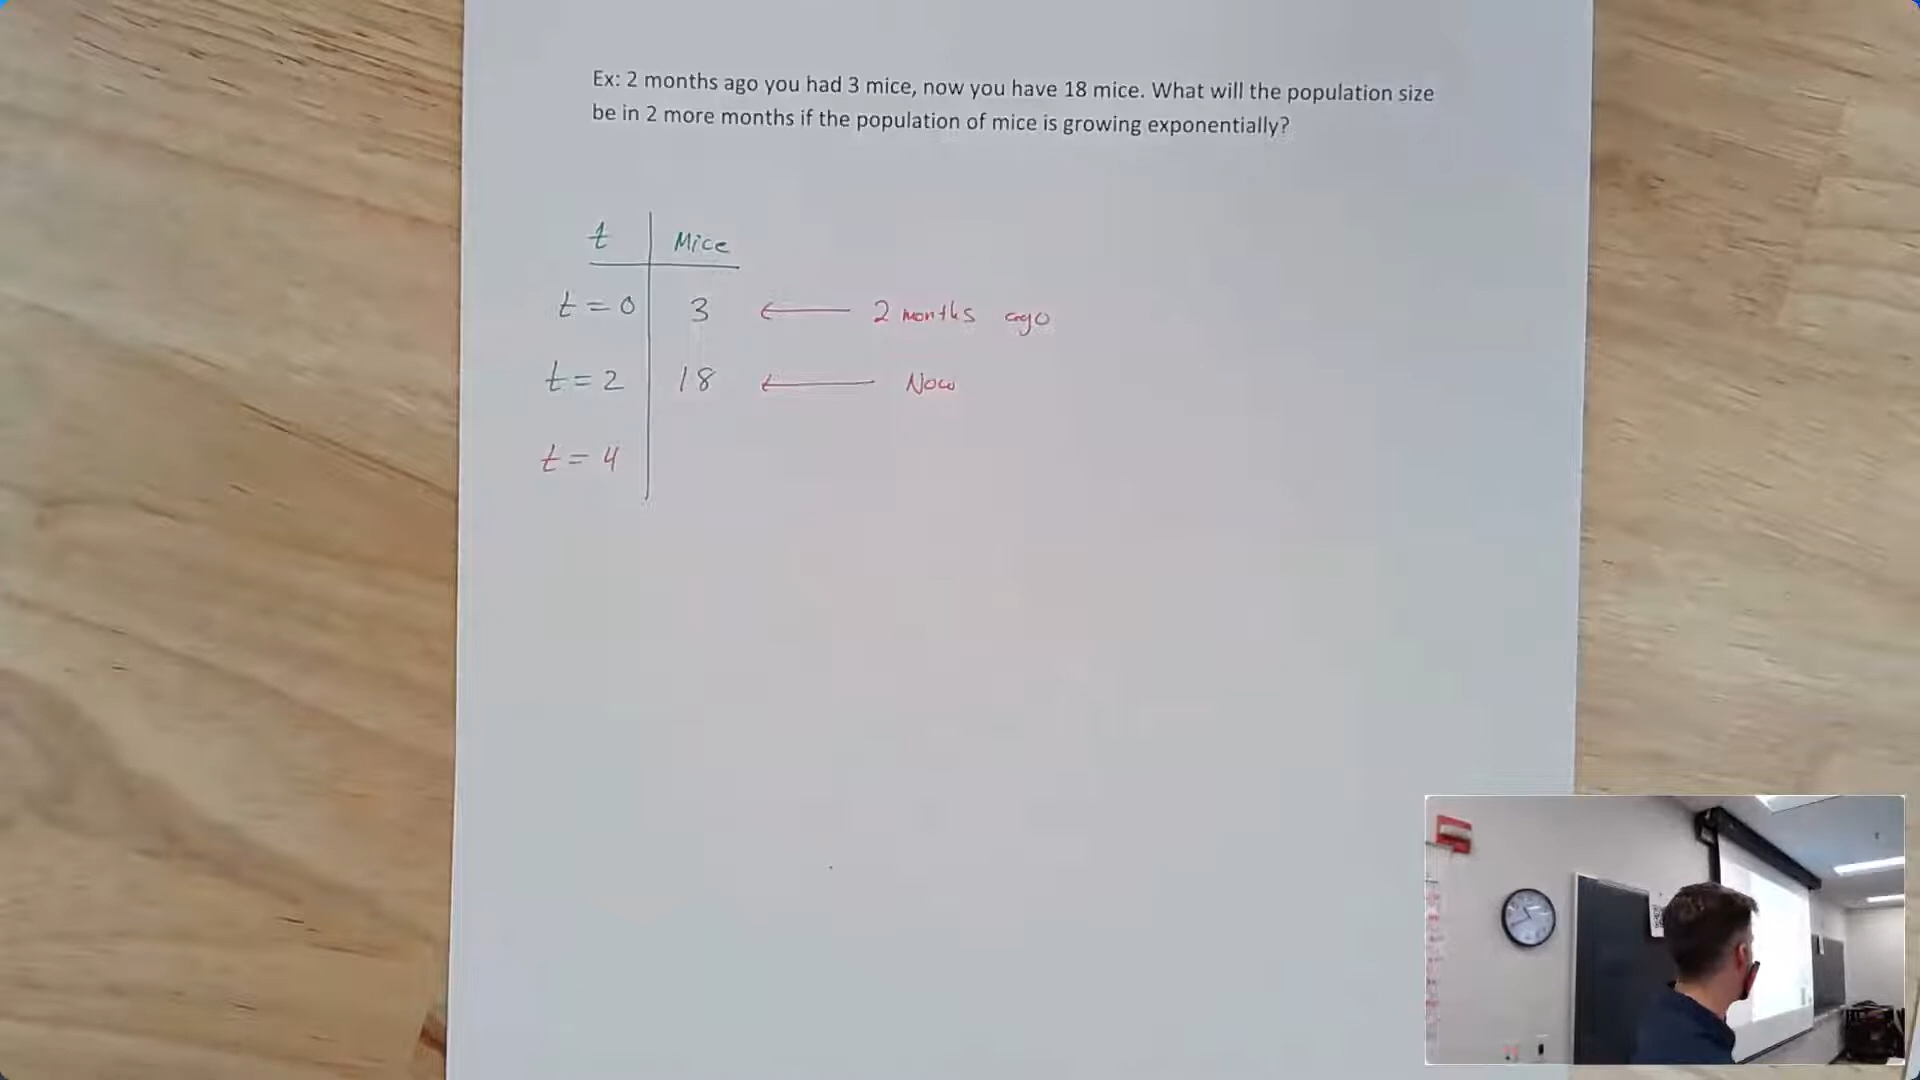 Ex: 2 months ago you had 3 mice, now you have 18 mice. What will the population size
be in 2 more months if the population of mice is growing exponentially?
t Mice
t = 0 3 ← 2 months ago
t = 2 18 ← Now
t = 4